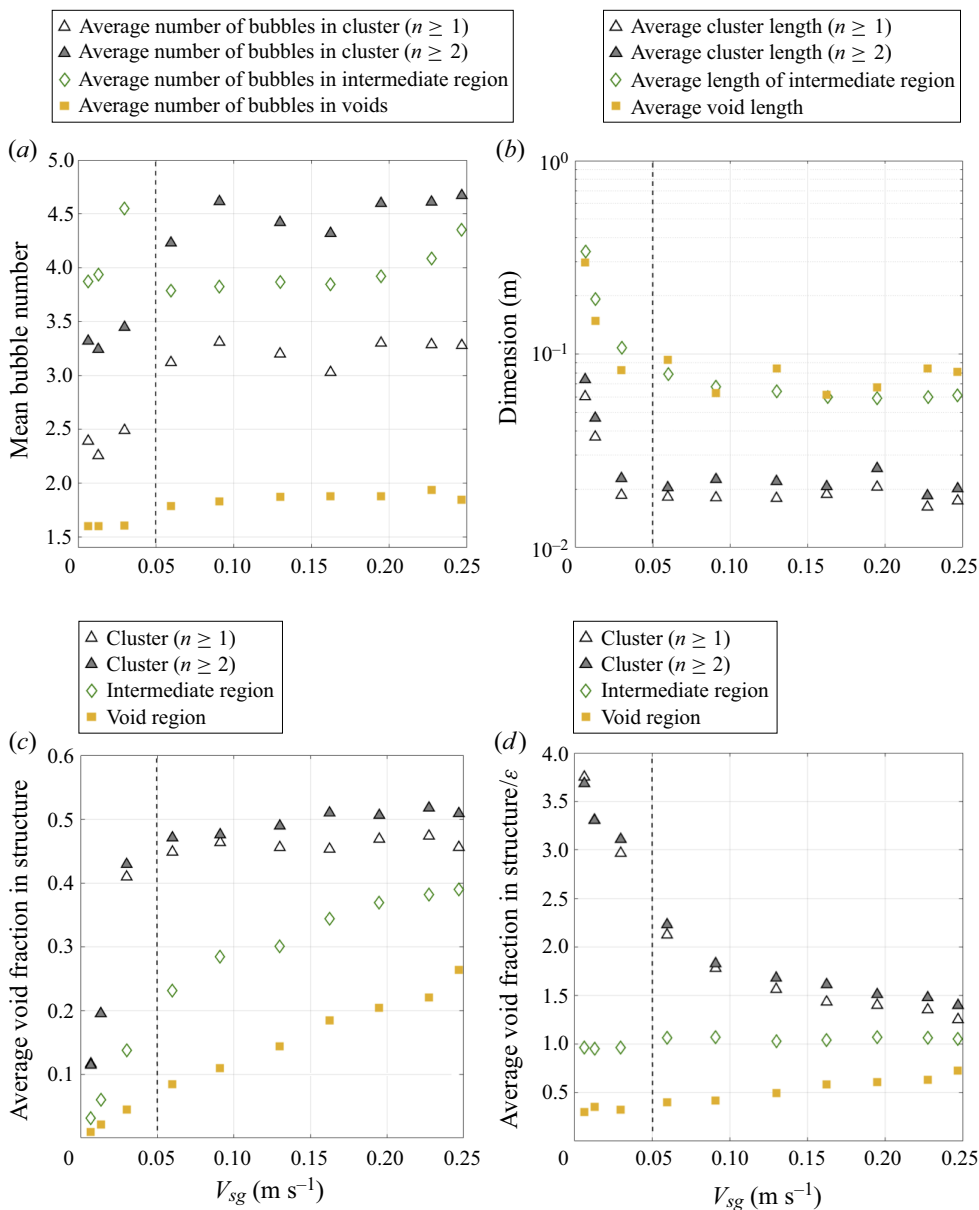 Average number of bubbles in cluster (n ≥ 1)
Average number of bubbles in cluster (n ≥ 2)
Average number of bubbles in intermediate region
Average number of bubbles in voids
Average cluster length (n ≥ 1)
Average cluster length (n ≥ 2)
Average length of intermediate region
Average void length
(a)
5.0
4.5
4.0
3.5
3.0
2.5
2.0
1.5
Mean bubble number
0 0.05 0.10 0.15 0.20 0.25
(b)
10⁰
10⁻¹
10⁻²
Dimension (m)
0 0.05 0.10 0.15 0.20 0.25
Cluster (n ≥ 1)
Cluster (n ≥ 2)
Intermediate region
Void region
Cluster (n ≥ 1)
Cluster (n ≥ 2)
Intermediate region
Void region
(c)
0.6
0.5
0.4
0.3
0.2
0.1
Average void fraction in structure
0 0.05 0.10 0.15 0.20 0.25
V_sg (m s⁻¹)
(d)
4.0
3.5
3.0
2.5
2.0
1.5
1.0
0.5
Average void fraction in structure/ε
0 0.05 0.10 0.15 0.20 0.25
V_sg (m s⁻¹)